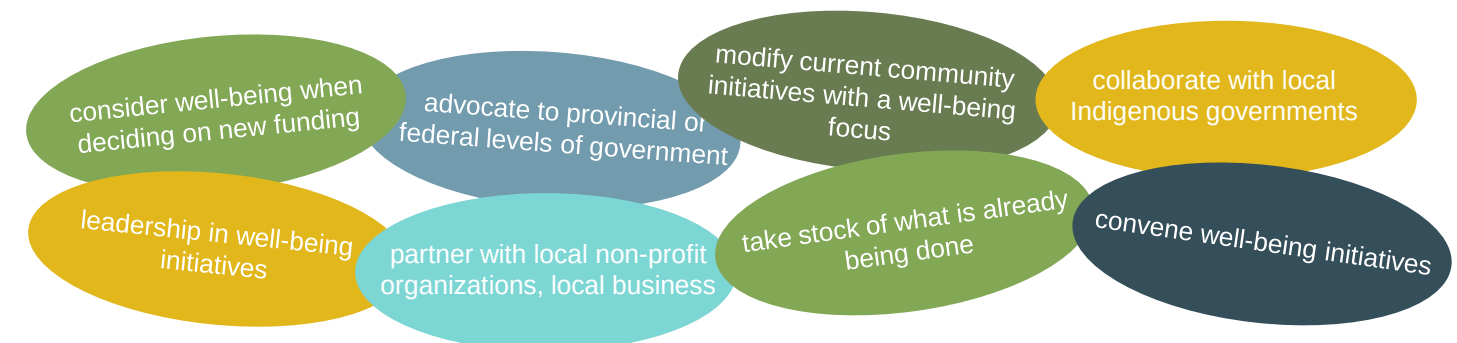 consider well-being when
deciding on new funding
advocate to provincial or
federal levels of government
modify current community
initiatives with a well-being
focus
collaborate with local
Indigenous governments
leadership in well-being
initiatives
partner with local non-profit
organizations, local business
take stock of what is already
being done
convene well-being initiatives